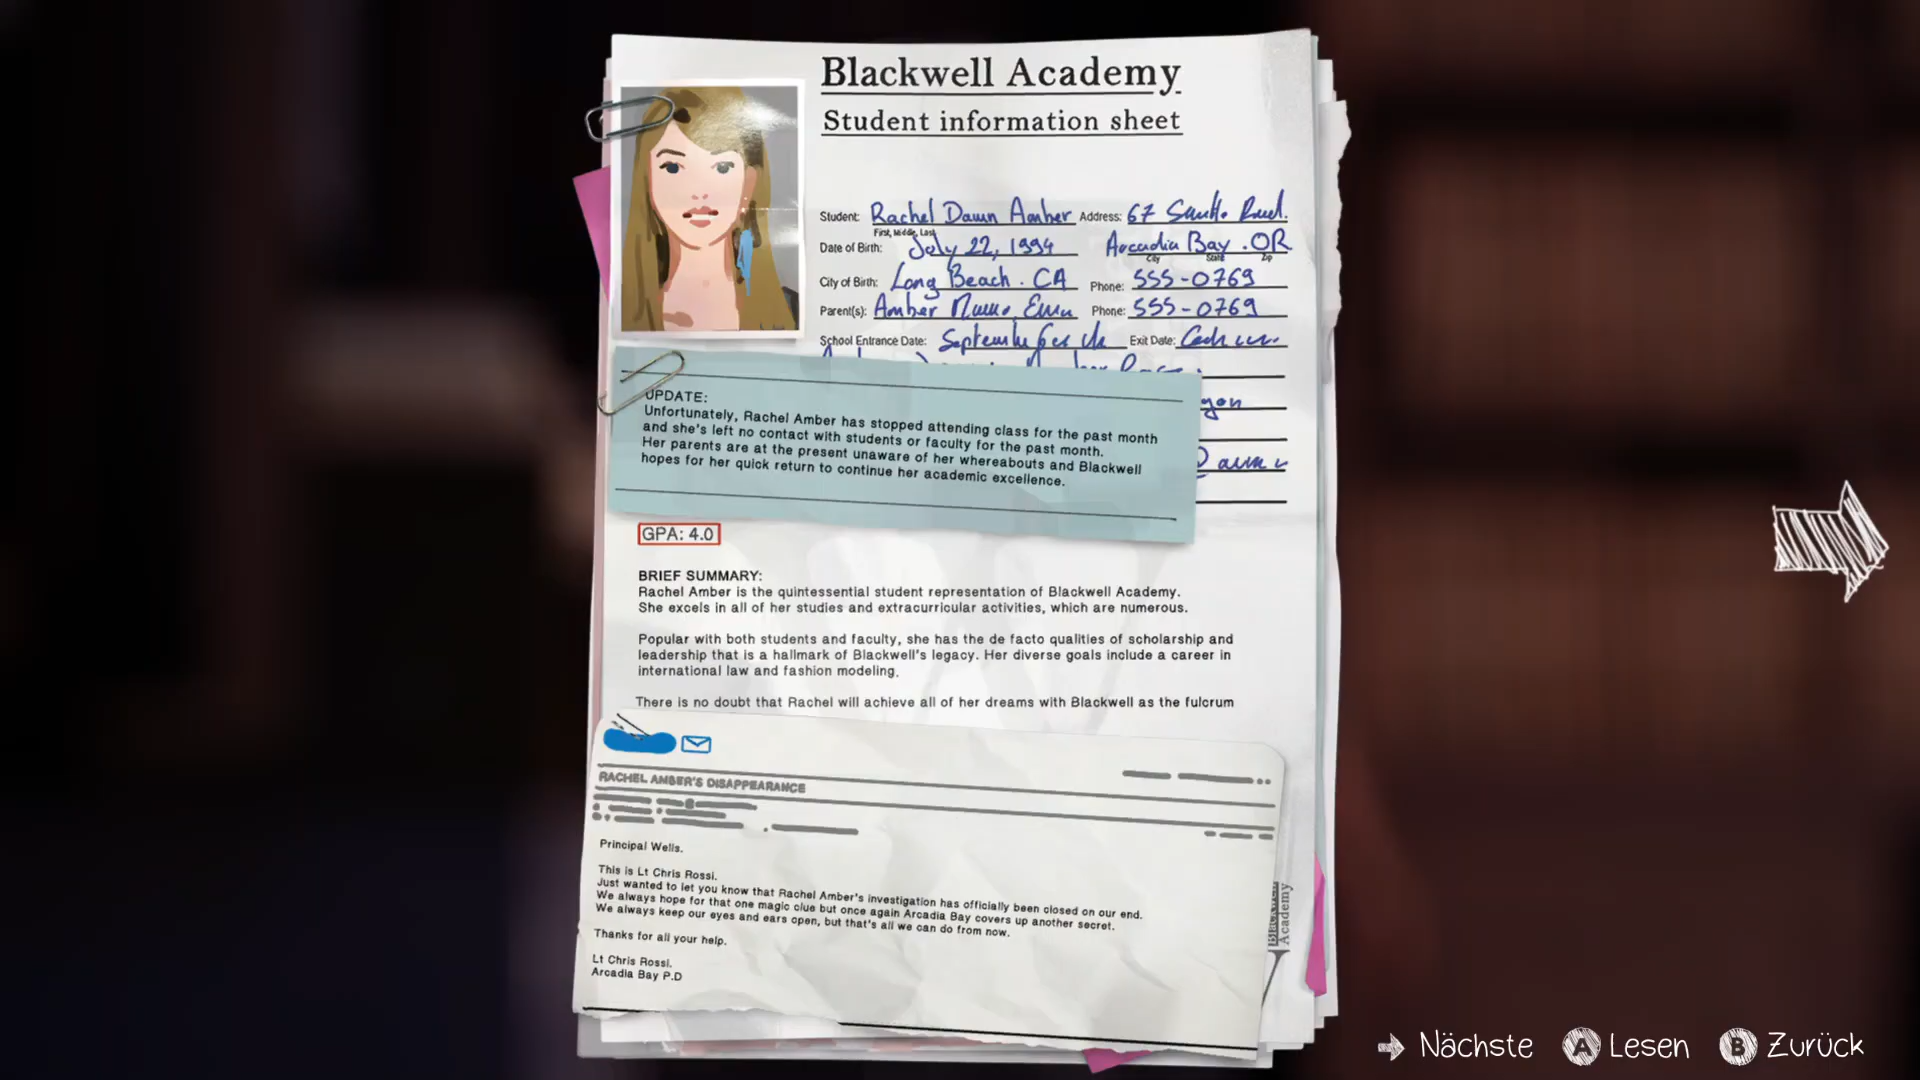 Blackwell Academy
Student information sheet
Student: Rachel Dawn Amber Address: 67
First, Middle, Last
Date of Birth: July 22, 1994 Arcadia Bay . OR
City State Zip
City of Birth: Long Beach . CA Phone: 555-0769
Parent(s): Amber Phone: 555-0769
School Entrance Date: Exit Date:
UPDATE:
Unfortunately, Rachel Amber has stopped attending class for the past month
and she's left no contact with students or faculty for the past month.
Her parents are at the present unaware of her whereabouts and Blackwell
hopes for her quick return to continue her academic excellence.
GPA: 4.0
BRIEF SUMMARY:
Rachel Amber is the quintessential student representation of Blackwell Academy.
She excels in all of her studies and extracurricular activities, which are numerous.
Popular with both students and faculty, she has the de facto qualities of scholarship and
leadership that is a hallmark of Blackwell's legacy. Her diverse goals include a career in
international law and fashion modeling.
There is no doubt that Rachel will achieve all of her dreams with Blackwell as the fulcrum
RACHEL AMBER'S DISAPPEARANCE
Principal Wells.
This is Lt Chris Rossi.
Just wanted to let you know that Rachel Amber's investigation has officially been closed on our end.
We always hope for that one magic clue but once again Arcadia Bay covers up another secret.
We always keep our eyes and ears open, but that's all we can do from now.
Thanks for all your help.
Lt Chris Rossi.
Arcadia Bay P.D
Blackwell
Academy
Nächste A Lesen B Zurück